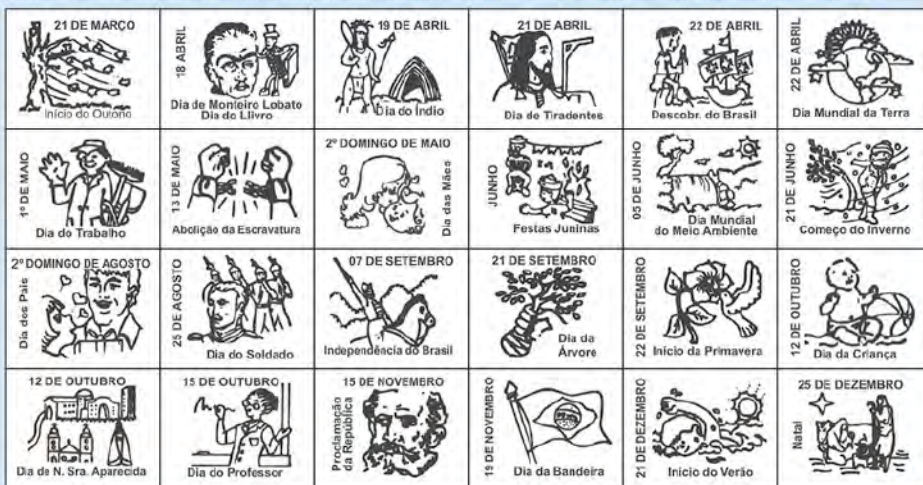 21 DE MARÇO
Início do Outono
18 ABRIL
Dia de Monteiro Lobato
Dia do Llivro
19 DE ABRIL
Dia do Índio
21 DE ABRIL
Dia de Tiradentes
22 DE ABRIL
Descobr. do Brasil
22 DE ABRIL
Dia Mundial da Terra
1º DE MAIO
Dia do Trabalho
13 DE MAIO
Abolição da Escravatura
2º DOMINGO DE MAIO
Dia das Mães
JUNHO
Festas Juninas
05 DE JUNHO
Dia Mundial
do Meio Ambiente
21 DE JUNHO
Começo do Inverno
2º DOMINGO DE AGOSTO
Dia dos Pais
25 DE AGOSTO
Dia do Soldado
07 DE SETEMBRO
Independência do Brasil
21 DE SETEMBRO
Dia da
Árvore
22 DE SETEMBRO
Início da Primavera
12 DE OUTUBRO
Dia da Criança
12 DE OUTUBRO
Dia de N. Sra. Aparecida
15 DE OUTUBRO
Dia do Professor
15 DE NOVEMBRO
Proclamação
da República
19 DE NOVEMBRO
Dia da Bandeira
21 DE DEZEMBRO
Início do Verão
25 DE DEZEMBRO
Natal